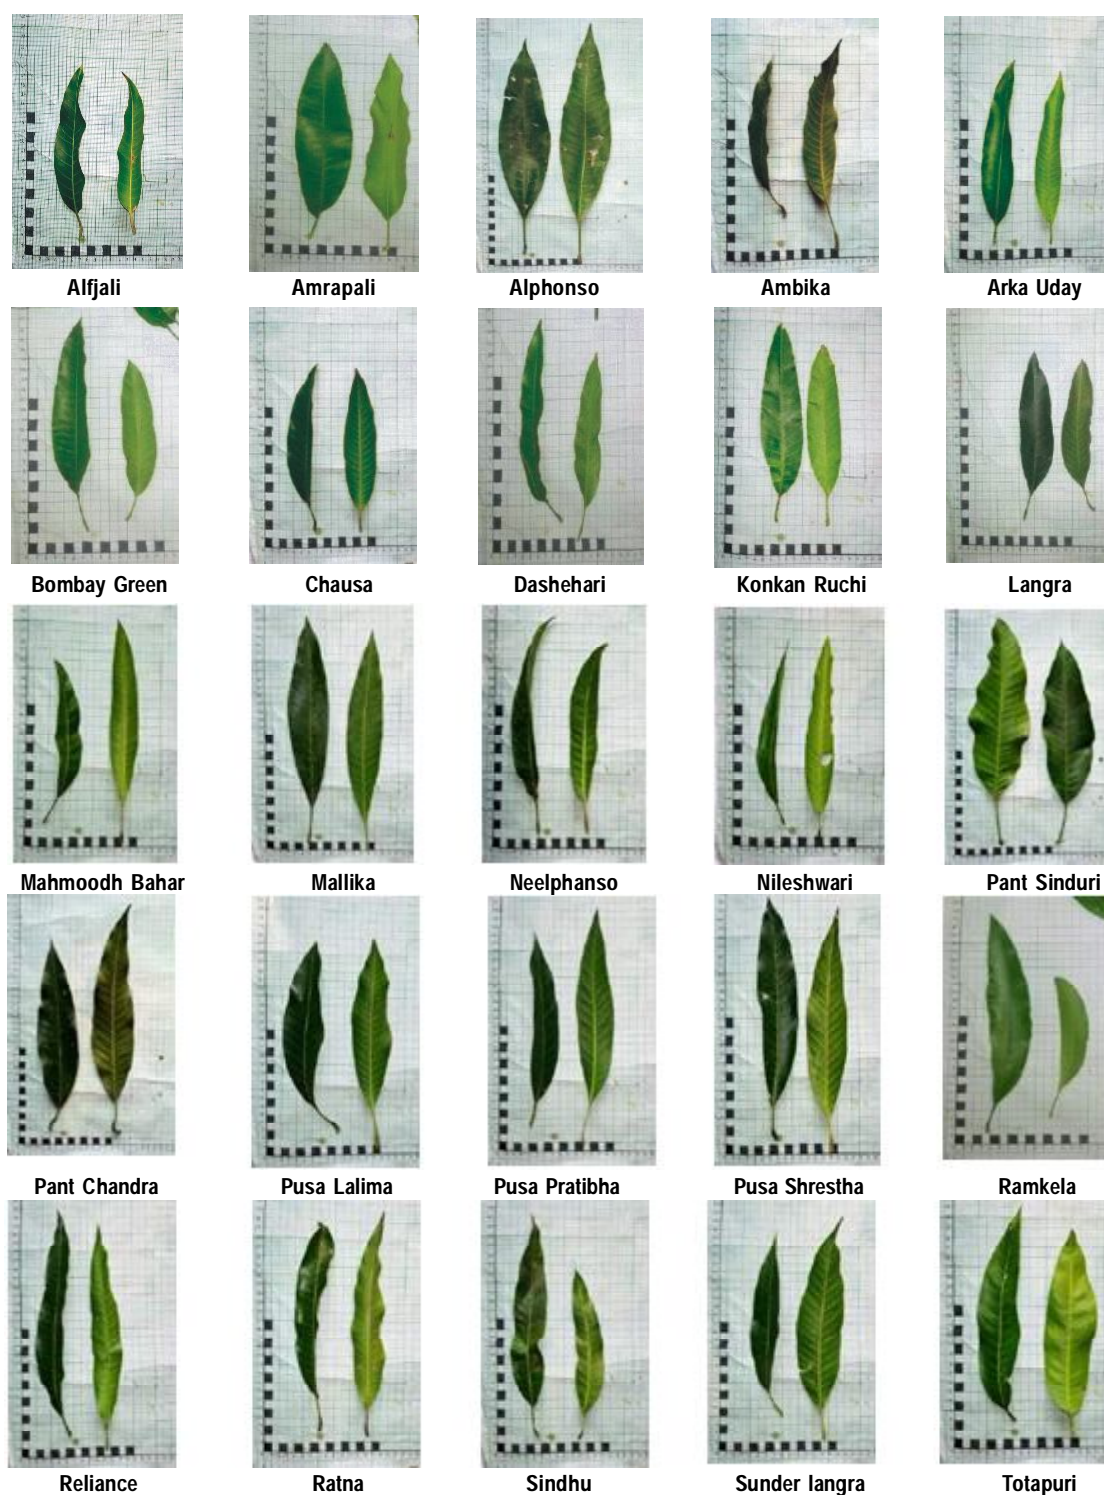 Alfjali Amrapali Alphonso Ambika Arka Uday
Bombay Green Chausa Dashehari Konkan Ruchi Langra
Mahmoodh Bahar Mallika Neelphanso Nileshwari Pant Sinduri
Pant Chandra Pusa Lalima Pusa Pratibha Pusa Shrestha Ramkela
Reliance Ratna Sindhu Sunder langra Totapuri